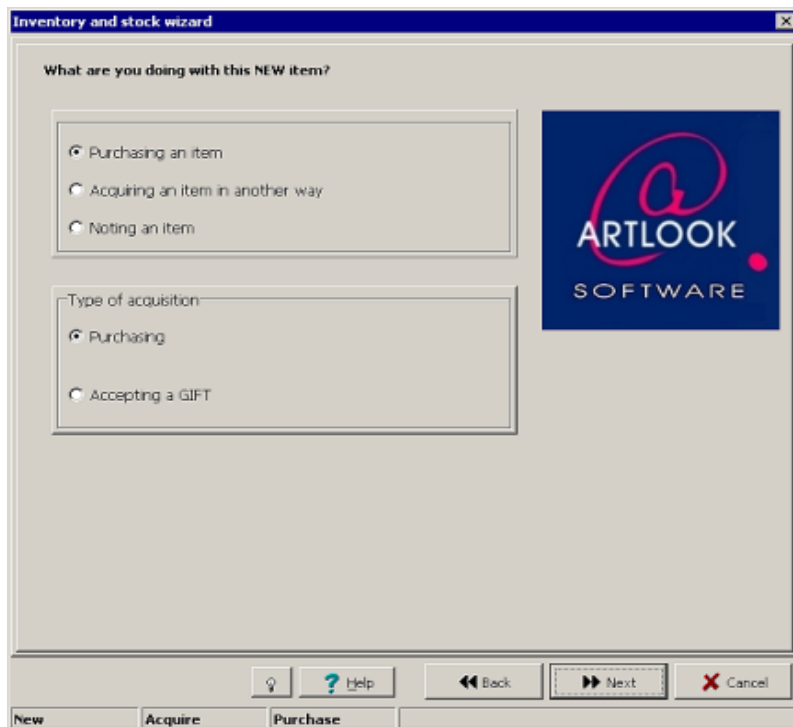 Inventory and stock wizard
What are you doing with this NEW item?
Purchasing an item
Acquiring an item in another way
Noting an item
Type of acquisition
Purchasing
Accepting a GIFT
@
ARTLOOK
SOFTWARE
? Help
Back
Next
Cancel
New
Acquire
Purchase